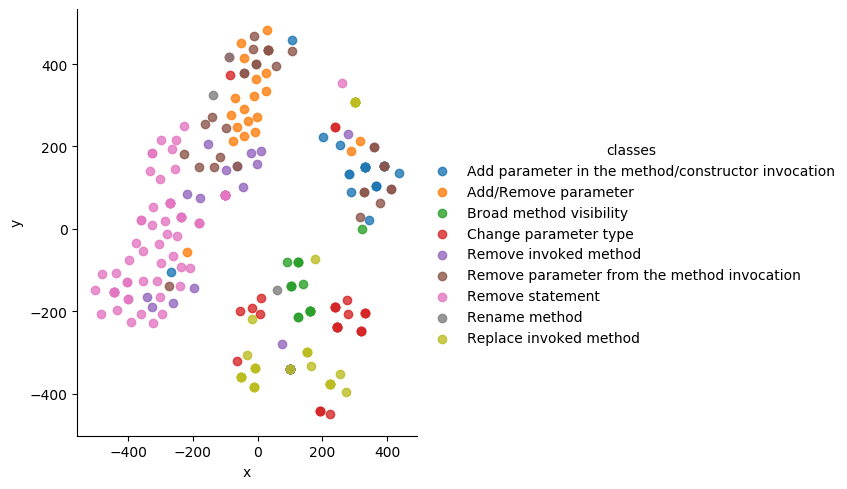 400
200
0
−200
−400
y
−400
−200
0
200
400
x
classes
Add parameter in the method/constructor invocation
Add/Remove parameter
Broad method visibility
Change parameter type
Remove invoked method
Remove parameter from the method invocation
Remove statement
Rename method
Replace invoked method